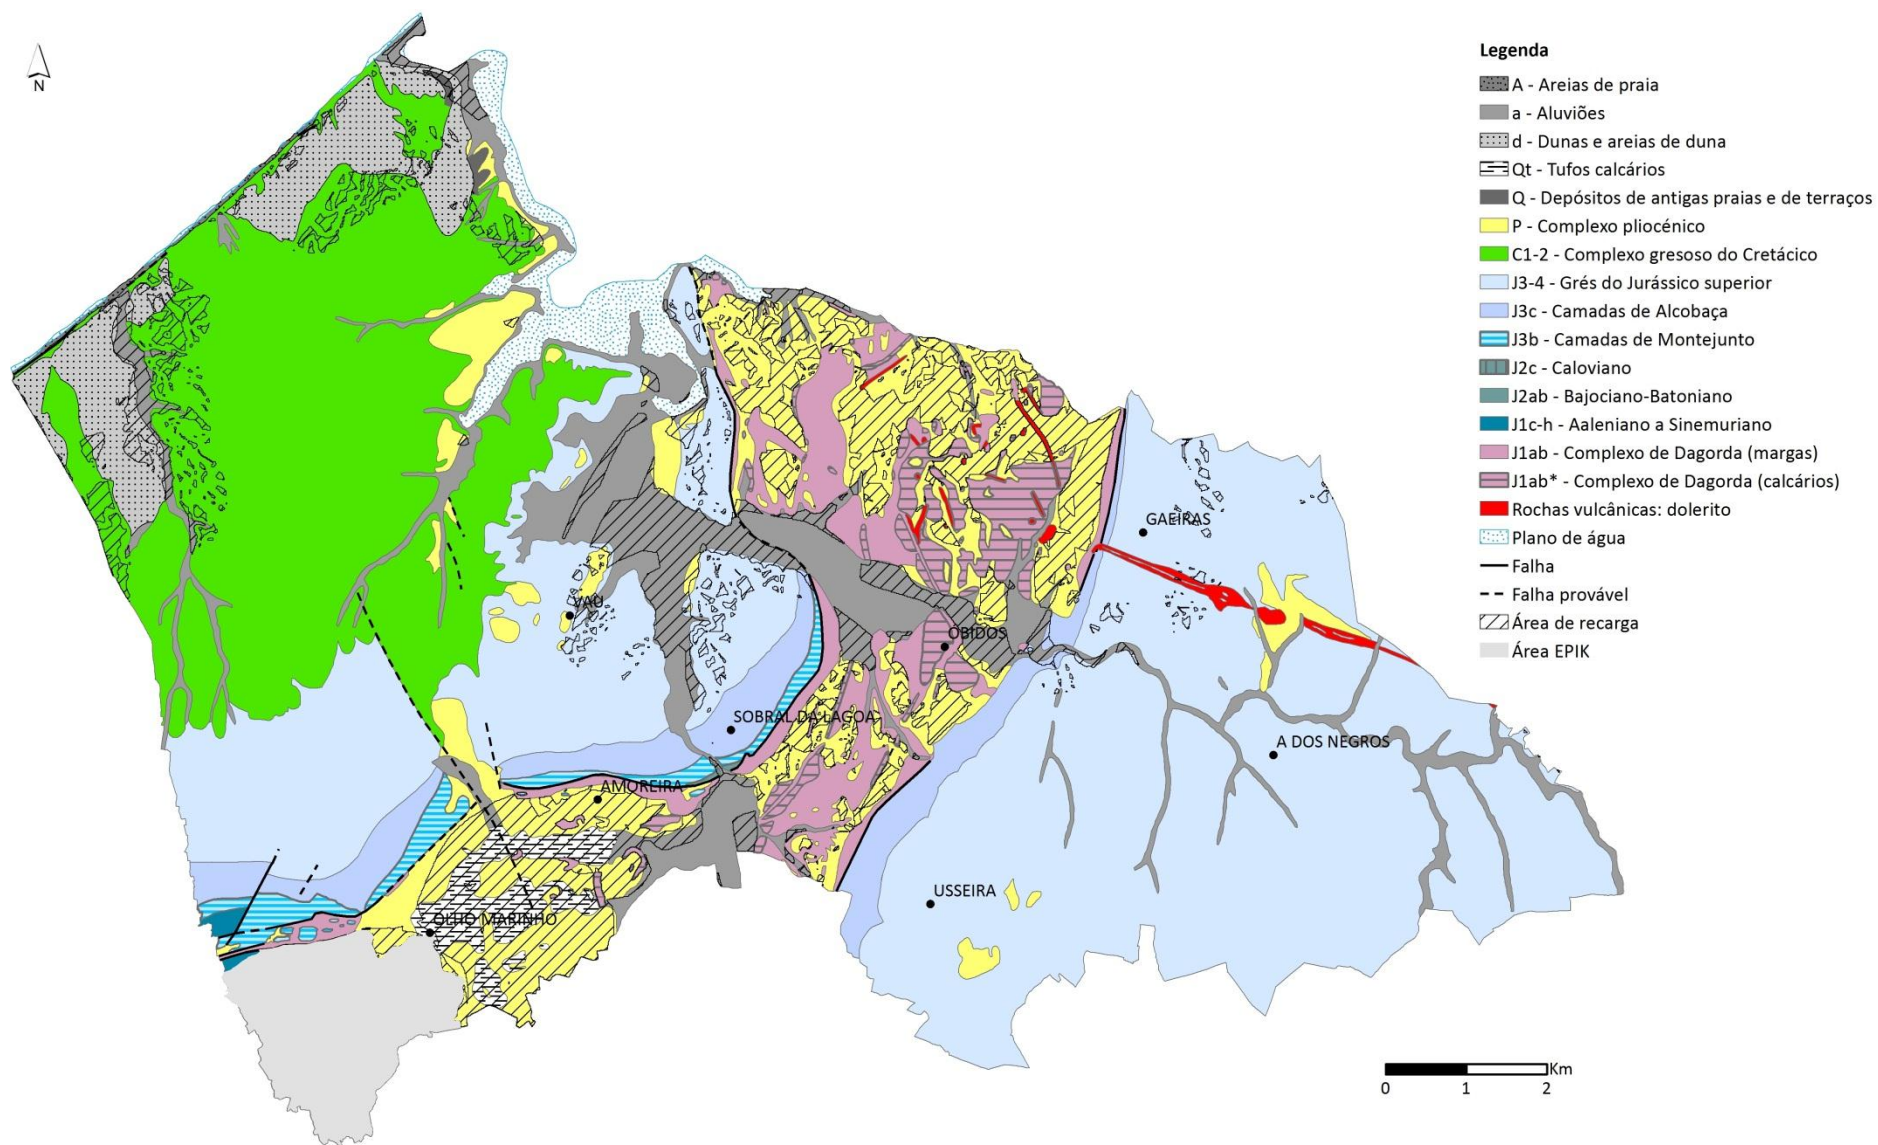 N
Legenda
A - Areias de praia
a - Aluviões
d - Dunas e areias de duna
Qt - Tufos calcários
Q - Depósitos de antigas praias e de terraços
P - Complexo pliocénico
C1-2 - Complexo gresoso do Cretácico
J3-4 - Grés do Jurássico superior
J3c - Camadas de Alcobaça
J3b - Camadas de Montejunto
J2c - Caloviano
J2ab - Bajociano-Batoniano
J1c-h - Aaleniano a Sinemuriano
J1ab - Complexo de Dagorda (margas)
J1ab* - Complexo de Dagorda (calcários)
Rochas vulcânicas: dolerito
Plano de água
Falha
Falha provável
Área de recarga
Área EPIK
GAEIRAS
VAU
ÓBIDOS
SOBRAL DA LAGOA
A DOS NEGROS
AMOREIRA
USSEIRA
OLHO MARINHO
Km
0 1 2